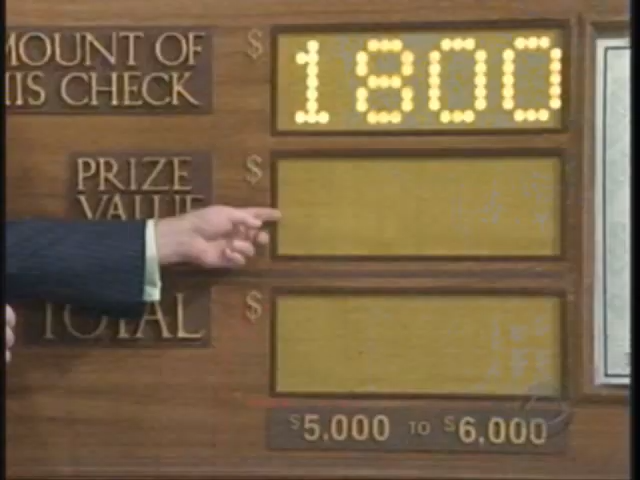 MOUNT OF
IS CHECK
$ 1800
PRIZE
VALUE
$
TOTAL
$
$5,000 TO $6,000